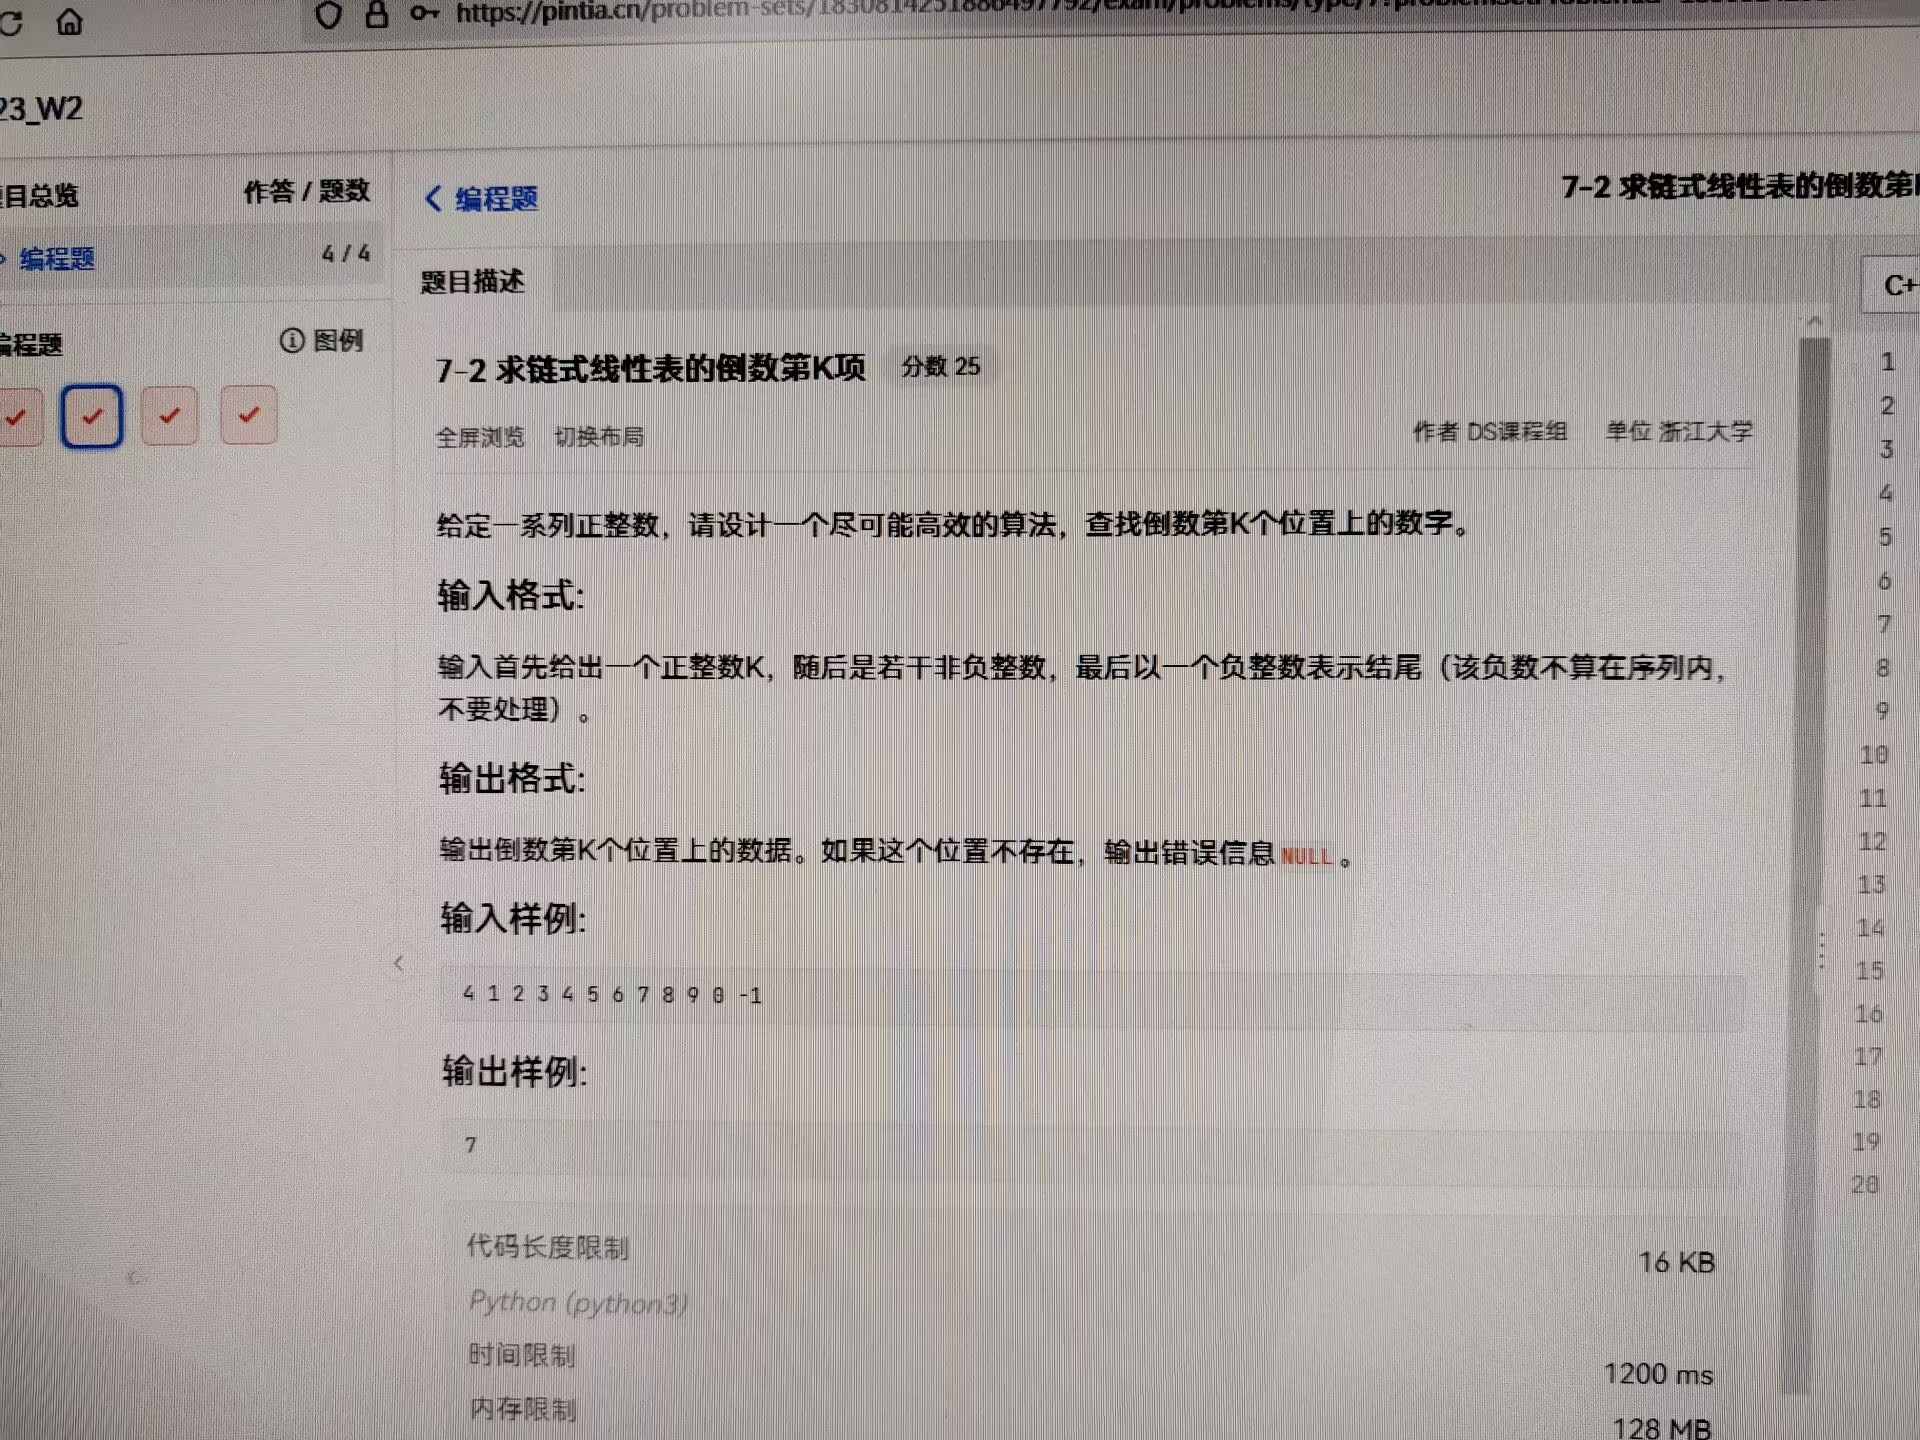 https://pintia.cn/problem-sets/
23_W2
目总览
作答 / 题数
编程题
7-2 求链式线性表的倒数第
编程题
4 / 4
题目描述
C+
编程题
图例
7-2 求链式线性表的倒数第K项
分数 25
全屏浏览
切换布局
作者 DS课程组
单位 浙江大学
给定一系列正整数，请设计一个尽可能高效的算法，查找倒数第K个位置上的数字。
输入格式:
输入首先给出一个正整数K，随后是若干非负整数，最后以一个负整数表示结尾（该负数不算在序列内，
不要处理）。
输出格式:
输出倒数第K个位置上的数据。如果这个位置不存在，输出错误信息NULL。
输入样例:
4 1 2 3 4 5 6 7 8 9 0 -1
输出样例:
7
代码长度限制
16 KB
Python (python3)
时间限制
1200 ms
内存限制
128 MB
1
2
3
4
5
6
7
8
9
10
11
12
13
14
15
16
17
18
19
20